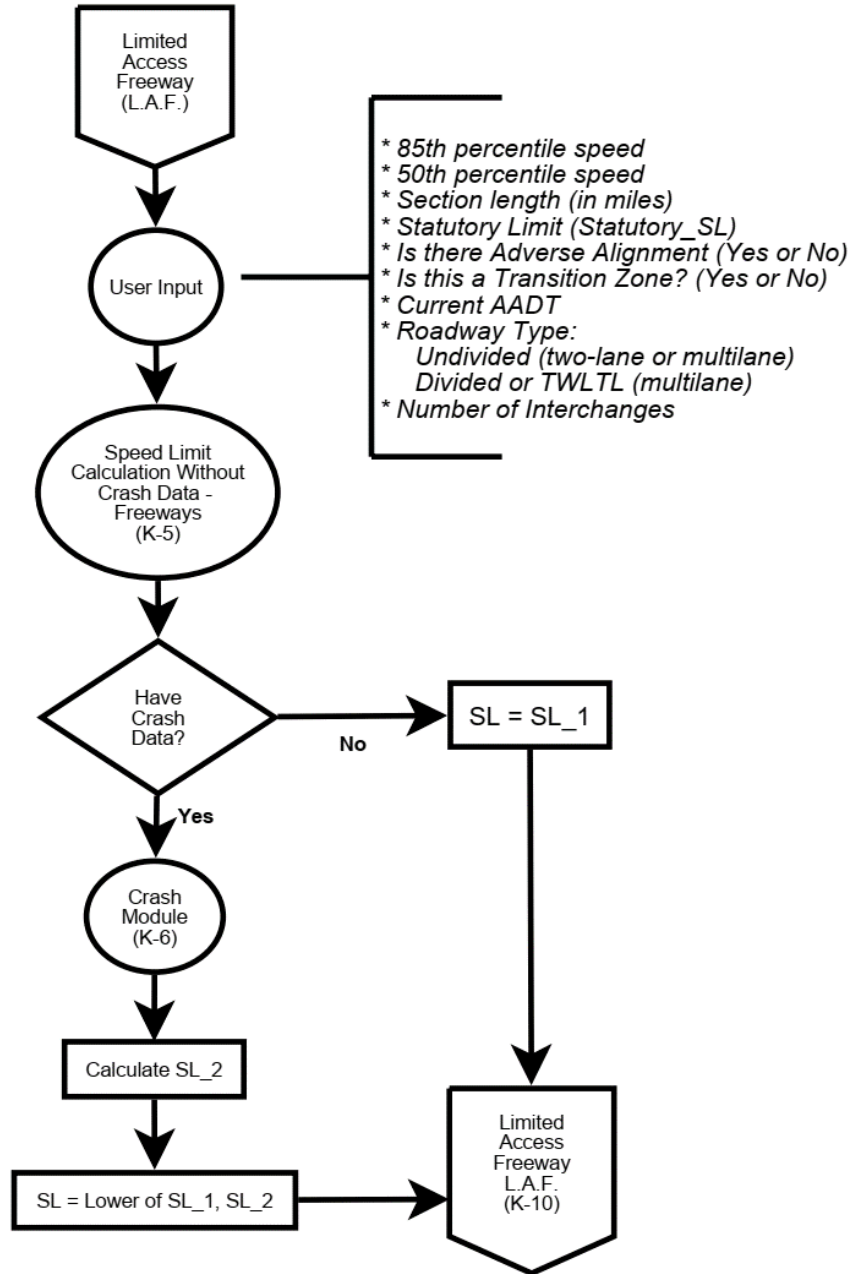 Limited
Access
Freeway
(L.A.F.)
* 85th percentile speed
* 50th percentile speed
* Section length (in miles)
* Statutory Limit (Statutory_SL)
* Is there Adverse Alignment (Yes or No)
* Is this a Transition Zone? (Yes or No)
* Current AADT
* Roadway Type:
Undivided (two-lane or multilane)
Divided or TWLTL (multilane)
* Number of Interchanges
User Input
Speed Limit
Calculation Without
Crash Data -
Freeways
(K-5)
Have
Crash
Data?
No
SL = SL_1
Yes
Crash
Module
(K-6)
Calculate SL_2
SL = Lower of SL_1, SL_2
Limited
Access
Freeway
L.A.F.
(K-10)